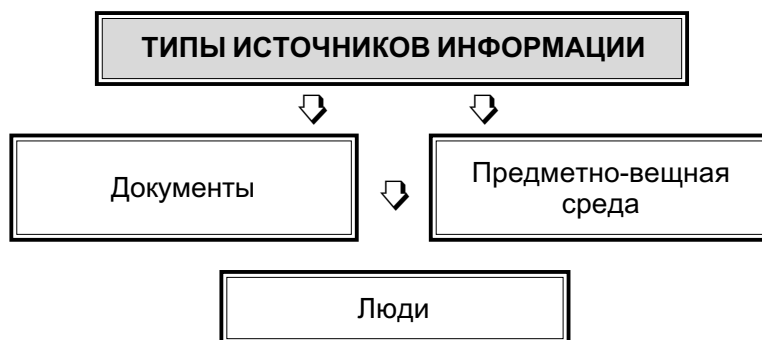 ТИПЫ ИСТОЧНИКОВ ИНФОРМАЦИИ
Документы
Предметно-вещная
среда
Люди